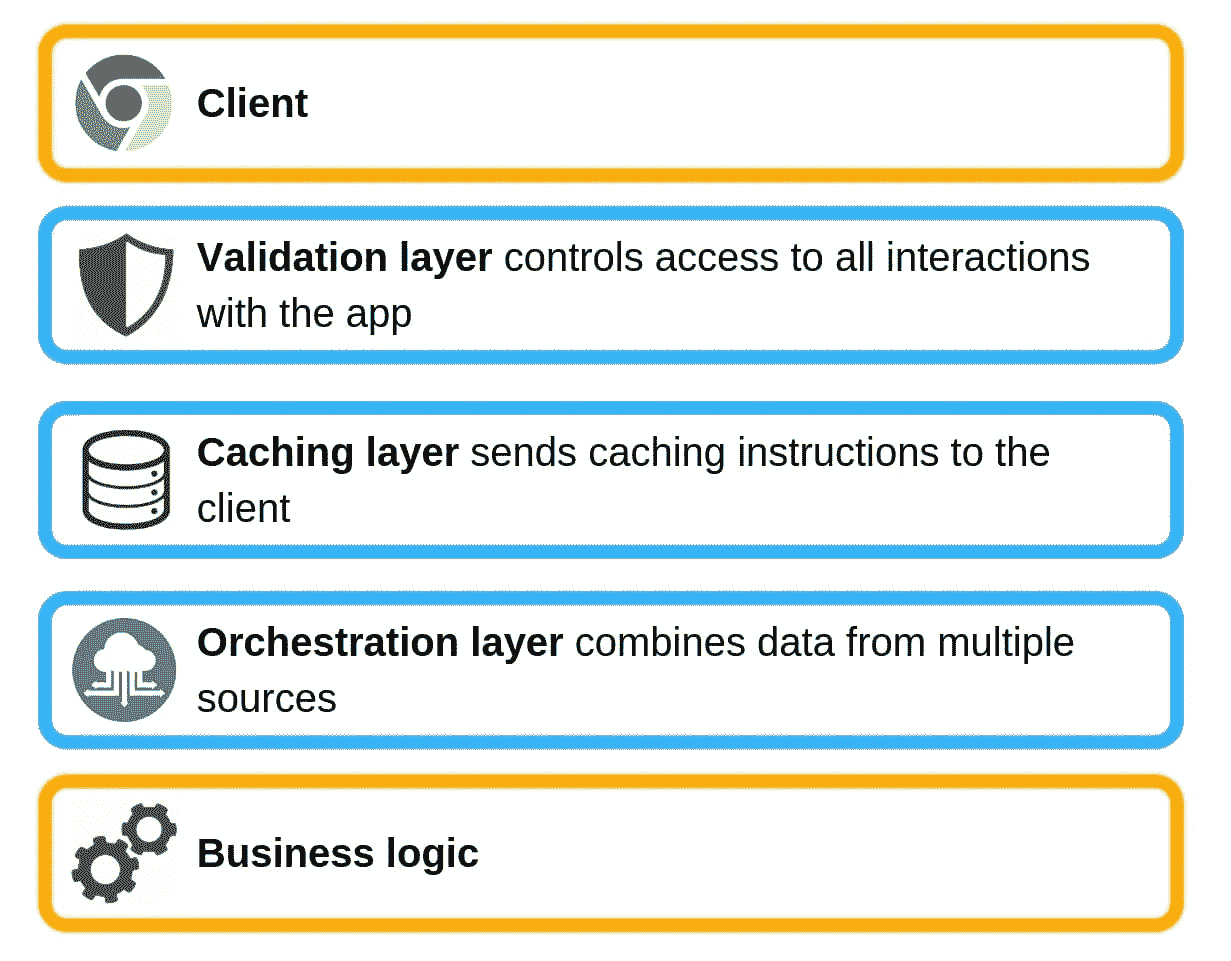 Client
Validation layer controls access to all interactions
with the app
Caching layer sends caching instructions to the
client
Orchestration layer combines data from multiple
sources
Business logic